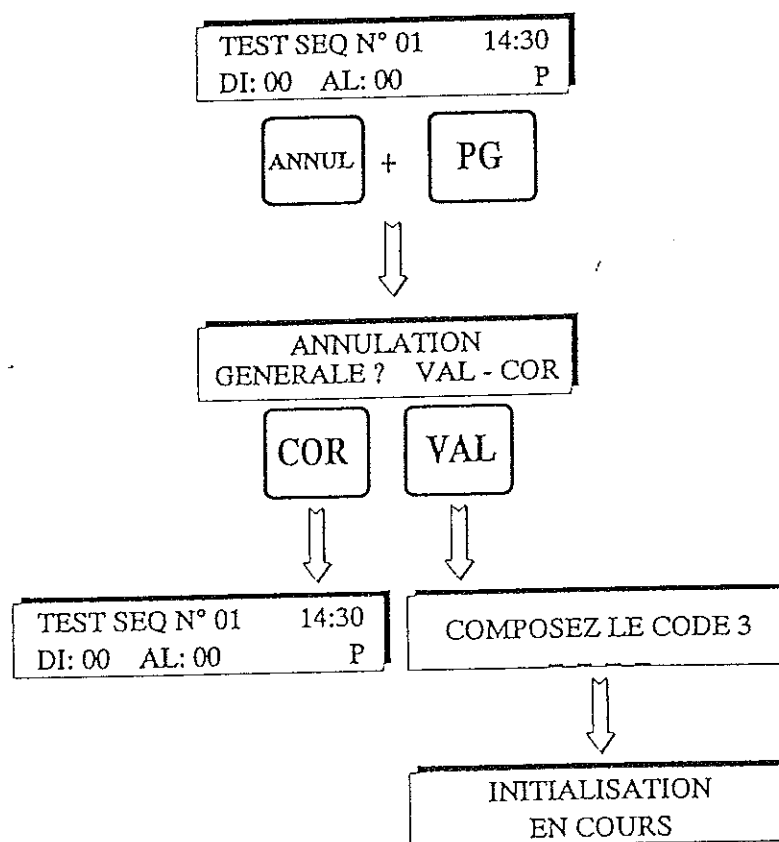 TEST SEQ N° 01 14:30
DI: 00 AL: 00 P
ANNUL + PG
ANNULATION
GENERALE ? VAL - COR
COR VAL
TEST SEQ N° 01 14:30
DI: 00 AL: 00 P
COMPOSEZ LE CODE 3
INITIALISATION
EN COURS